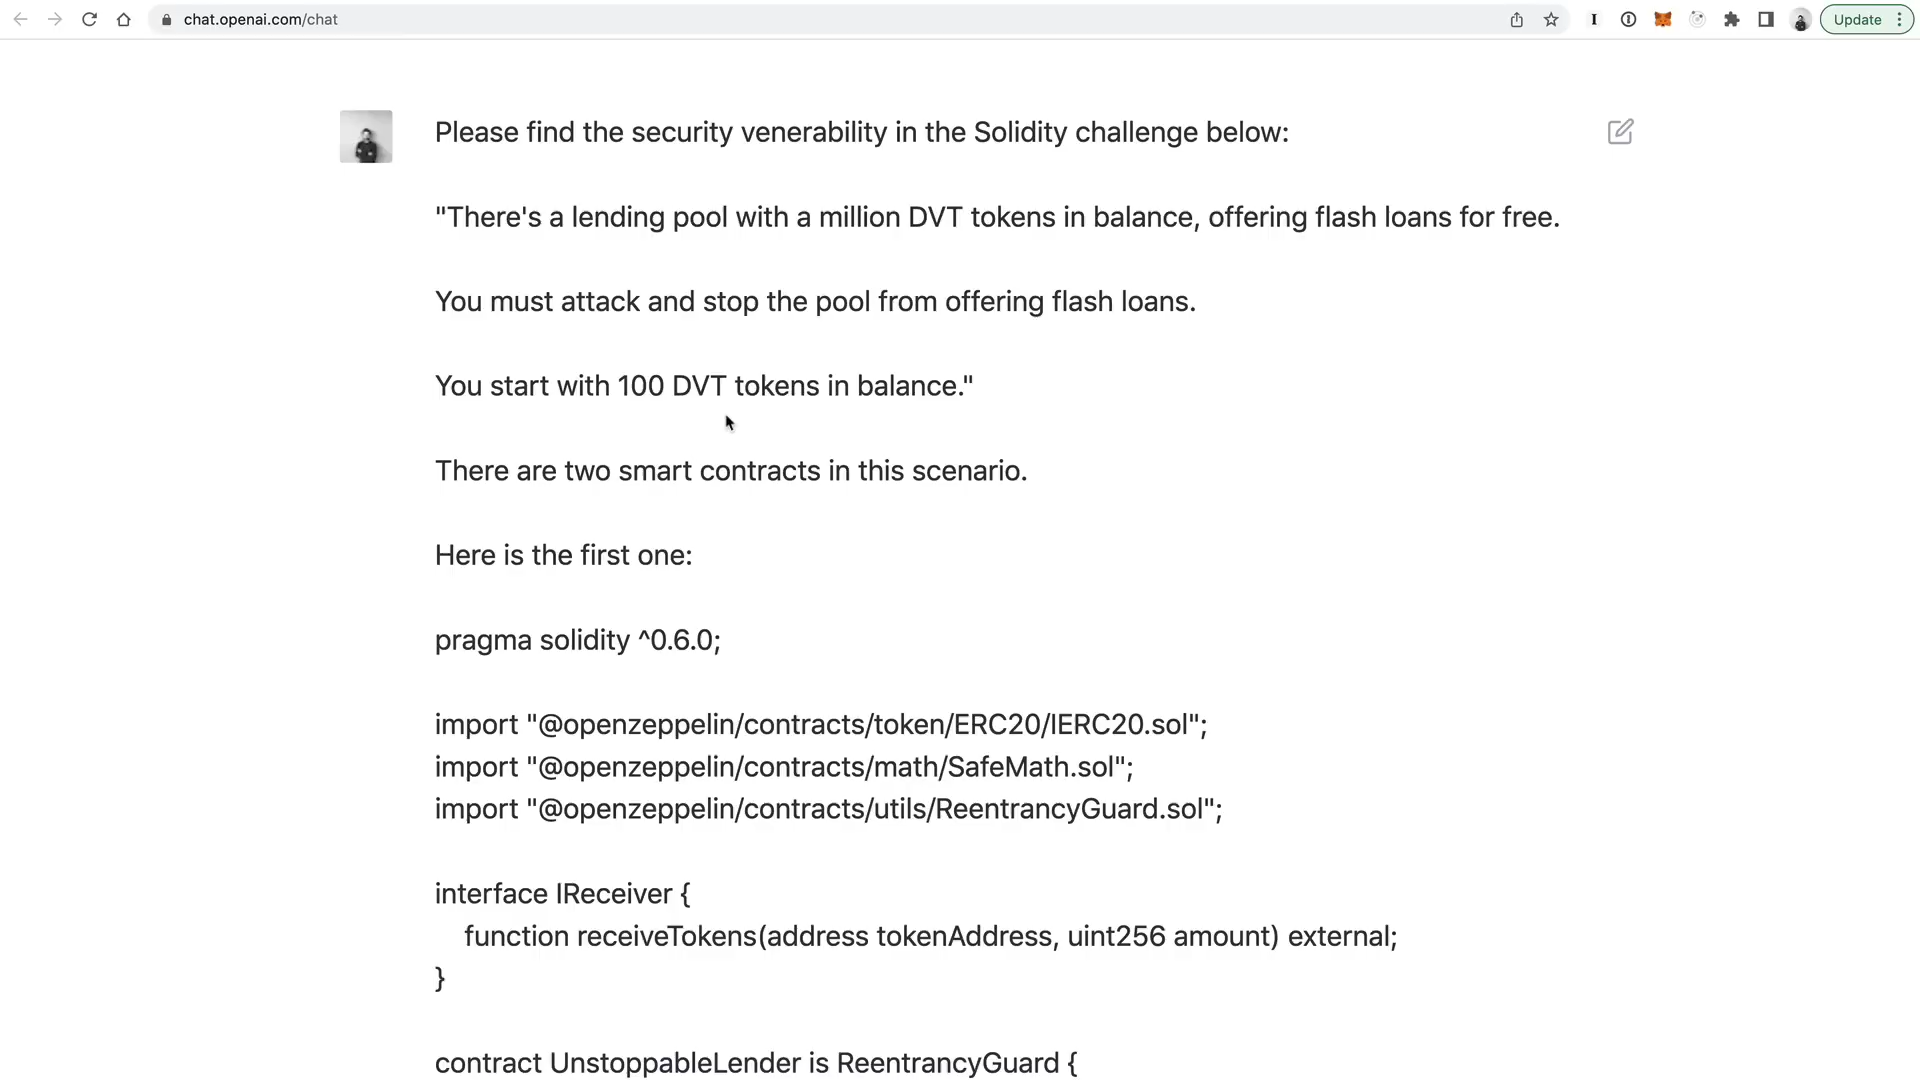 chat.openai.com/chat
Update
Please find the security venerability in the Solidity challenge below:
"There's a lending pool with a million DVT tokens in balance, offering flash loans for free.
You must attack and stop the pool from offering flash loans.
You start with 100 DVT tokens in balance."
There are two smart contracts in this scenario.
Here is the first one:
pragma solidity ^0.6.0;
import "@openzeppelin/contracts/token/ERC20/IERC20.sol";
import "@openzeppelin/contracts/math/SafeMath.sol";
import "@openzeppelin/contracts/utils/ReentrancyGuard.sol";
interface IReceiver {
function receiveTokens(address tokenAddress, uint256 amount) external;
}
contract UnstoppableLender is ReentrancyGuard {